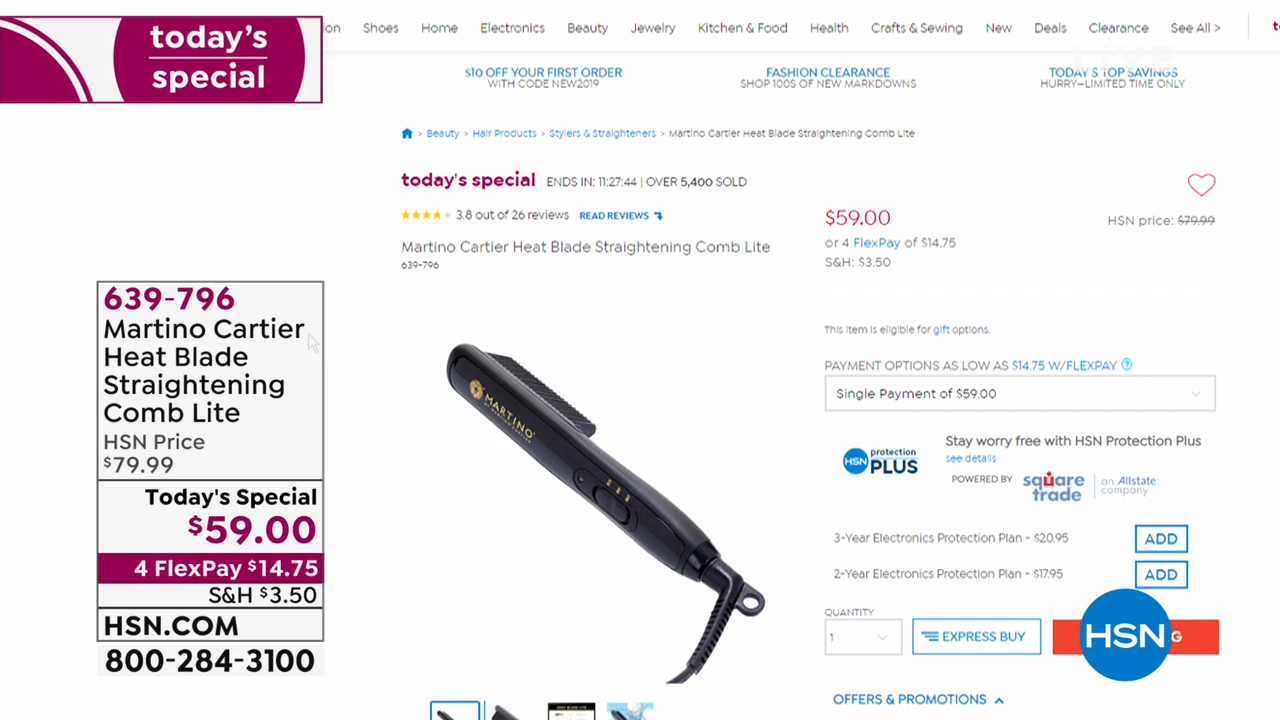 today's
special
Shoes
Home
Electronics
Beauty
Jewelry
Kitchen & Food
Health
Crafts & Sewing
New
Deals
Clearance
See All >
LIVE
$10 OFF YOUR FIRST ORDER
WITH CODE NEW2019
FASHION CLEARANCE
SHOP 100S OF NEW MARKDOWNS
TODAY'S TOP SAVINGS
HURRY–LIMITED TIME ONLY
> Beauty > Hair Products > Stylers & Straighteners > Martino Cartier Heat Blade Straightening Comb Lite
today's special ENDS IN: 11:27:44 | OVER 5,400 SOLD
3.8 out of 26 reviews READ REVIEWS
Martino Cartier Heat Blade Straightening Comb Lite
639-796
$59.00
HSN price: $79.99
or 4 FlexPay of $14.75
S&H: $3.50
This item is eligible for gift options.
PAYMENT OPTIONS AS LOW AS $14.75 W/FLEXPAY ?
Single Payment of $59.00
HSN protection PLUS
Stay worry free with HSN Protection Plus
see details
POWERED BY
square trade
an Allstate company
3-Year Electronics Protection Plan - $20.95
ADD
2-Year Electronics Protection Plan - $17.95
ADD
QUANTITY
1
EXPRESS BUY
HSN
G
OFFERS & PROMOTIONS
MARTINO
639-796
Martino Cartier
Heat Blade
Straightening
Comb Lite
HSN Price
$79.99
Today's Special
$59.00
4 FlexPay $14.75
S&H $3.50
HSN.COM
800-284-3100